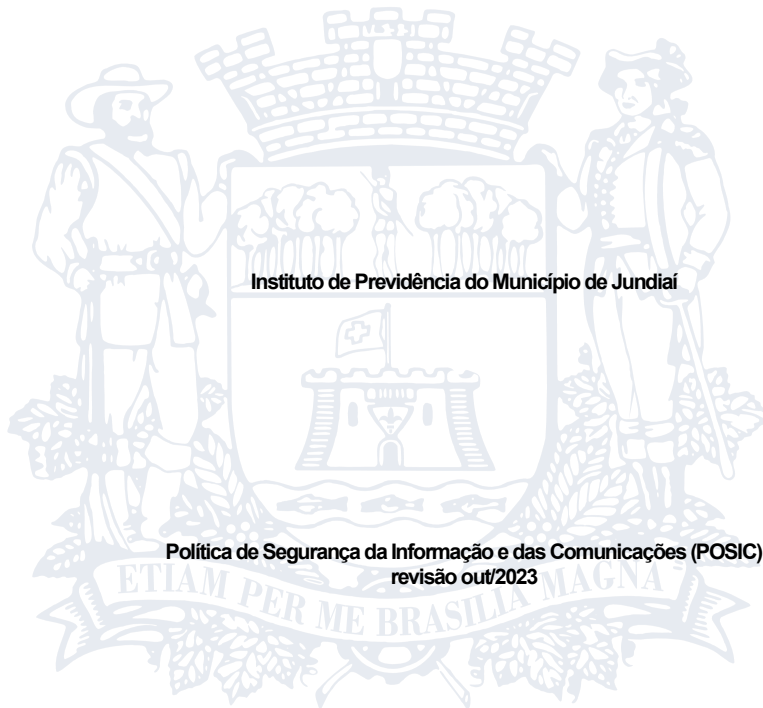 Instituto de Previdência do Município de Jundiaí
Política de Segurança da Informação e das Comunicações (POSIC)
revisão out/2023
ETIAM PER ME BRASILIA MAGNA